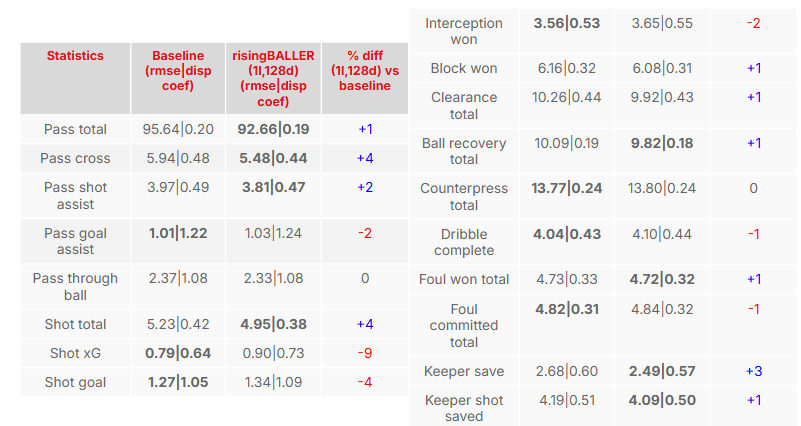 Statistics Baseline (rmse|disp coef) risingBALLER (1l,128d) (rmse|disp coef) % diff (1l,128d) vs baseline
Pass total 95.64|0.20 92.66|0.19 +1
Pass cross 5.94|0.48 5.48|0.44 +4
Pass shot assist 3.97|0.49 3.81|0.47 +2
Pass goal assist 1.01|1.22 1.03|1.24 -2
Pass through ball 2.37|1.08 2.33|1.08 0
Shot total 5.23|0.42 4.95|0.38 +4
Shot xG 0.79|0.64 0.90|0.73 -9
Shot goal 1.27|1.05 1.34|1.09 -4
Interception won 3.56|0.53 3.65|0.55 -2
Block won 6.16|0.32 6.08|0.31 +1
Clearance total 10.26|0.44 9.92|0.43 +1
Ball recovery total 10.09|0.19 9.82|0.18 +1
Counterpress total 13.77|0.24 13.80|0.24 0
Dribble complete 4.04|0.43 4.10|0.44 -1
Foul won total 4.73|0.33 4.72|0.32 +1
Foul committed total 4.82|0.31 4.84|0.32 -1
Keeper save 2.68|0.60 2.49|0.57 +3
Keeper shot saved 4.19|0.51 4.09|0.50 +1